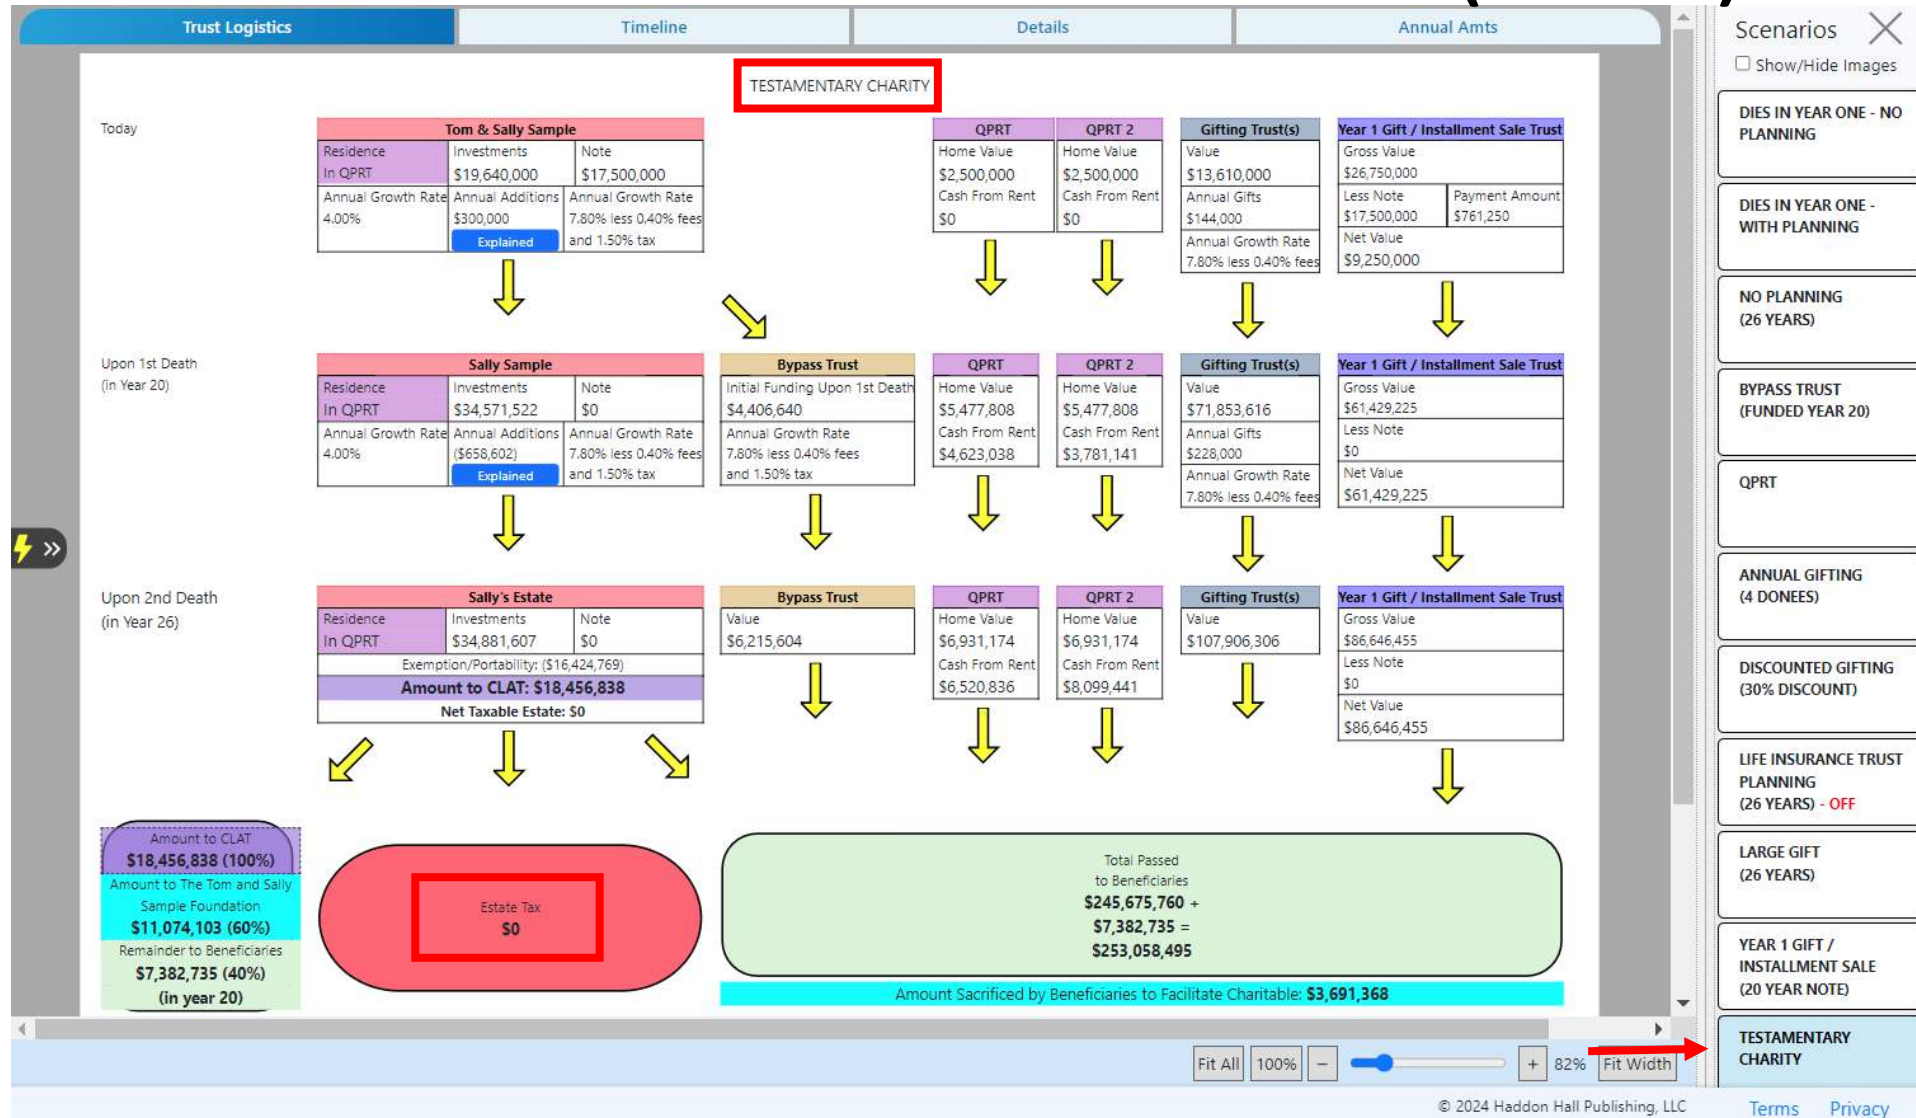 Trust Logistics
Timeline
Details
Annual Amts
TESTAMENTARY CHARITY
Today
Tom & Sally Sample
Residence
In QPRT
Investments
$19,640,000
Note
$17,500,000
Annual Growth Rate
4.00%
Annual Additions
$300,000
Explained
Annual Growth Rate
7.80% less 0.40% fees
and 1.50% tax
QPRT
Home Value
$2,500,000
Cash From Rent
$0
QPRT 2
Home Value
$2,500,000
Cash From Rent
$0
Gifting Trust(s)
Value
$13,610,000
Annual Gifts
$144,000
Annual Growth Rate
7.80% less 0.40% fees
Year 1 Gift / Installment Sale Trust
Gross Value
$26,750,000
Less Note
$17,500,000
Payment Amount
$761,250
Net Value
$9,250,000
Upon 1st Death
(in Year 20)
Sally Sample
Residence
In QPRT
Investments
$34,571,522
Note
$0
Annual Growth Rate
4.00%
Annual Additions
($658,602)
Explained
Annual Growth Rate
7.80% less 0.40% fees
and 1.50% tax
Bypass Trust
Initial Funding Upon 1st Death
$4,406,640
Annual Growth Rate
7.80% less 0.40% fees
and 1.50% tax
QPRT
Home Value
$5,477,808
Cash From Rent
$4,623,038
QPRT 2
Home Value
$5,477,808
Cash From Rent
$3,781,141
Gifting Trust(s)
Value
$71,853,616
Annual Gifts
$228,000
Annual Growth Rate
7.80% less 0.40% fees
Year 1 Gift / Installment Sale Trust
Gross Value
$61,429,225
Less Note
$0
Net Value
$61,429,225
Upon 2nd Death
(in Year 26)
Sally's Estate
Residence
In QPRT
Investments
$34,881,607
Note
$0
Exemption/Portability: ($16,424,769)
Amount to CLAT: $18,456,838
Net Taxable Estate: $0
Bypass Trust
Value
$6,215,604
QPRT
Home Value
$6,931,174
Cash From Rent
$6,520,836
QPRT 2
Home Value
$6,931,174
Cash From Rent
$8,099,441
Gifting Trust(s)
Value
$107,906,306
Year 1 Gift / Installment Sale Trust
Gross Value
$86,646,455
Less Note
$0
Net Value
$86,646,455
Amount to CLAT
$18,456,838 (100%)
Amount to The Tom and Sally
Sample Foundation
$11,074,103 (60%)
Remainder to Beneficiaries
$7,382,735 (40%)
(in year 20)
Estate Tax
$0
Total Passed
to Beneficiaries
$245,675,760 +
$7,382,735 =
$253,058,495
Amount Sacrificed by Beneficiaries to Facilitate Charitable: $3,691,368
Fit All
100%
−
+
82%
Fit Width
© 2024 Haddon Hall Publishing, LLC
Terms
Privacy
Scenarios
Show/Hide Images
DIES IN YEAR ONE - NO
PLANNING
DIES IN YEAR ONE -
WITH PLANNING
NO PLANNING
(26 YEARS)
BYPASS TRUST
(FUNDED YEAR 20)
QPRT
ANNUAL GIFTING
(4 DONEES)
DISCOUNTED GIFTING
(30% DISCOUNT)
LIFE INSURANCE TRUST
PLANNING
(26 YEARS) - OFF
LARGE GIFT
(26 YEARS)
YEAR 1 GIFT /
INSTALLMENT SALE
(20 YEAR NOTE)
TESTAMENTARY
CHARITY